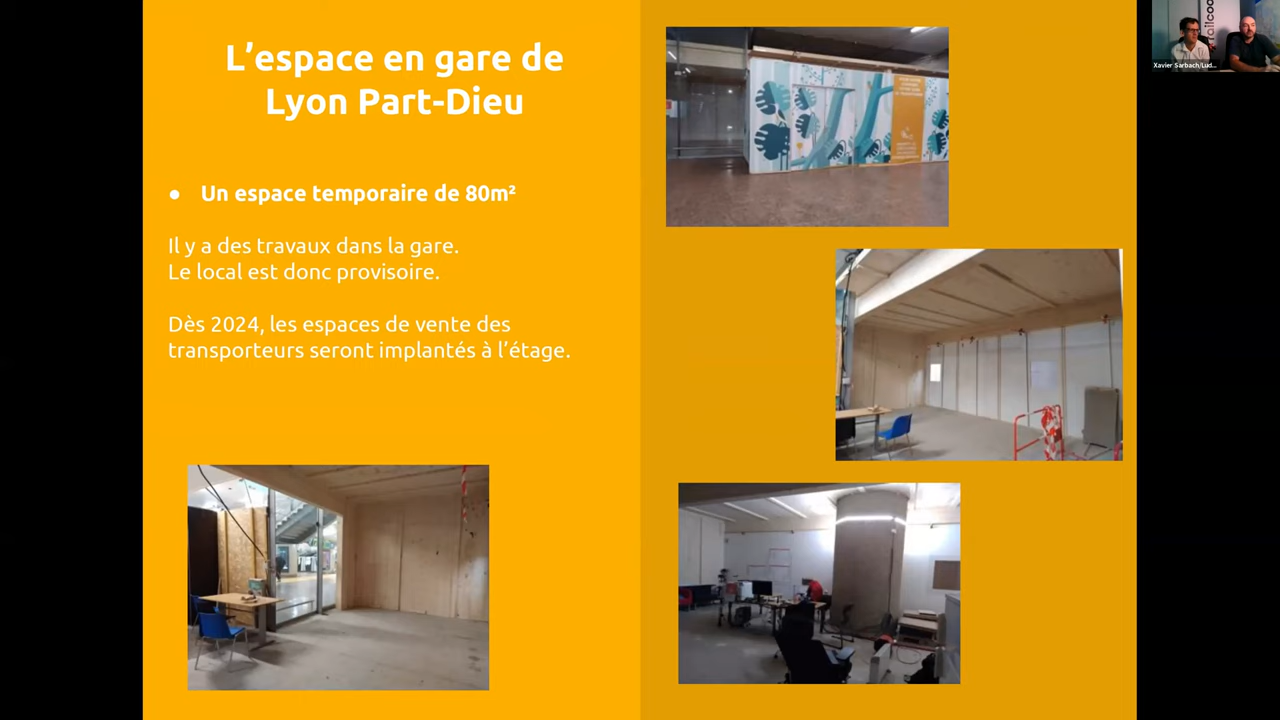 L’espace en gare de
Lyon Part-Dieu
● Un espace temporaire de 80m²
Il y a des travaux dans la gare.
Le local est donc provisoire.
Dès 2024, les espaces de vente des
transporteurs seront implantés à l’étage.
railcoo
Xavier Sarbach/Lud...